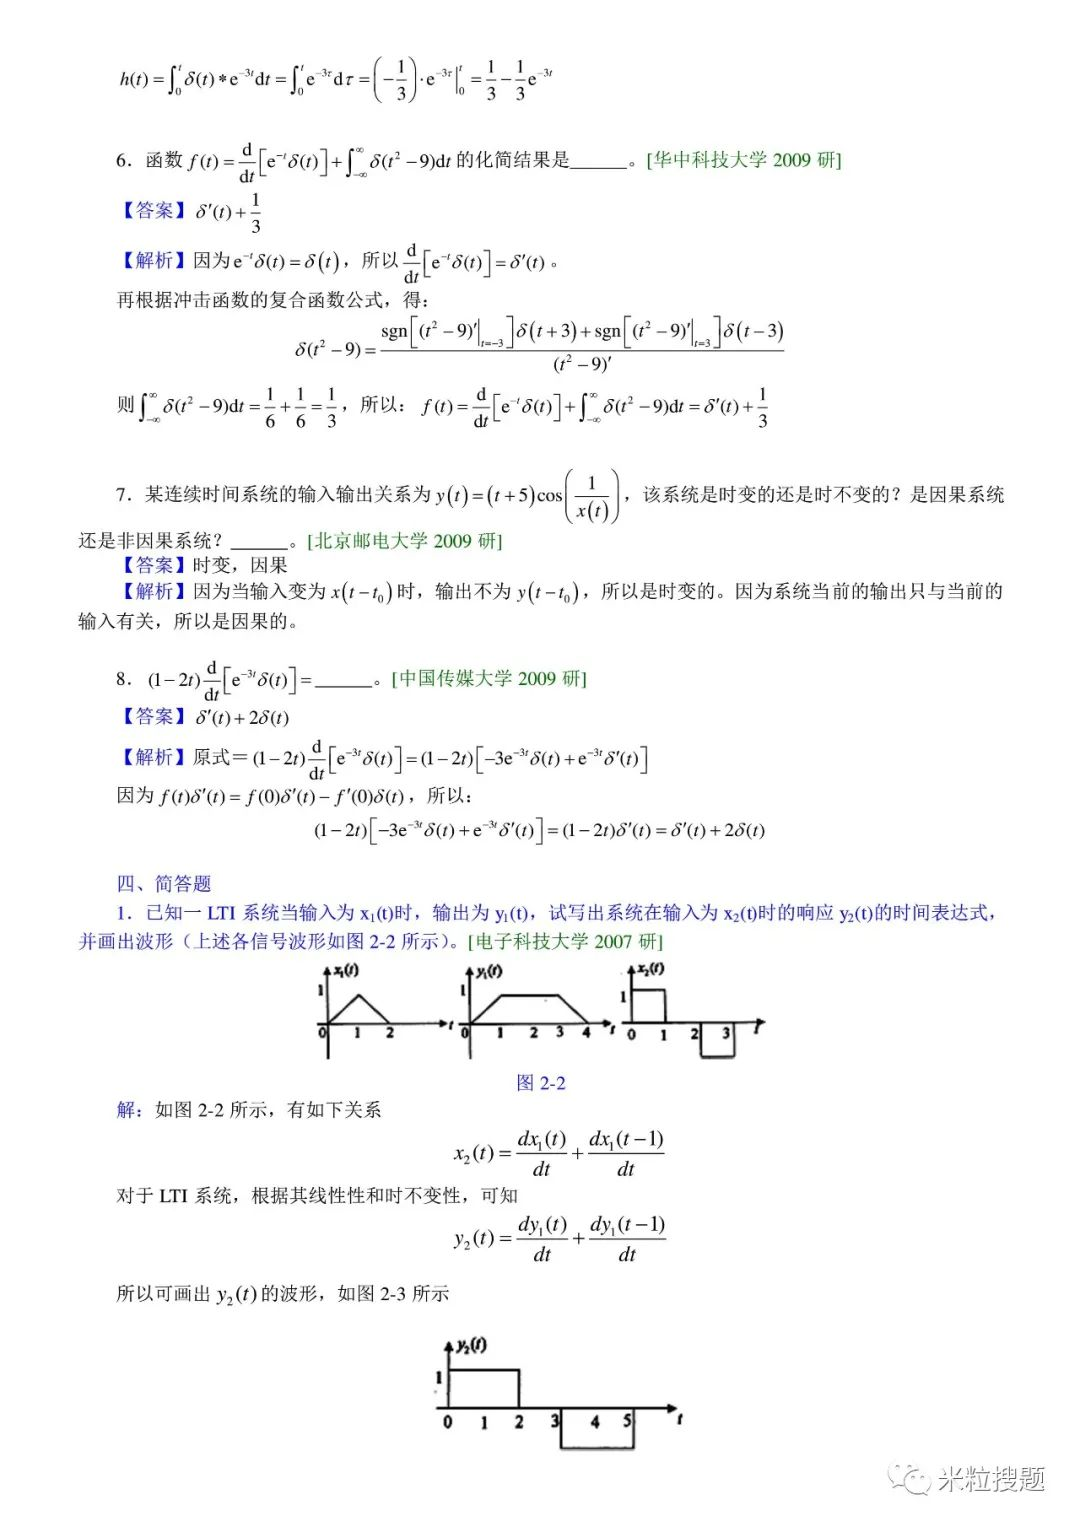 h(t) = ∫₀ᵗ δ(t) * e^{-3t}dt = ∫₀ᵗ e^{-3τ}dτ = (-1/3)·e^{-3τ}|₀ᵗ = 1/3 - 1/3 e^{-3t}
6．函数 f(t) = d/dt[e^{-t}δ(t)] + ∫_{-∞}^{∞} δ(t² - 9)dt 的化简结果是______。[华中科技大学 2009 研]
【答案】δ′(t) + 1/3
【解析】因为 e^{-t}δ(t) = δ(t)，所以 d/dt[e^{-t}δ(t)] = δ′(t)。
再根据冲击函数的复合函数公式，得：
δ(t² - 9) = {sgn[(t² - 9)′|_{t=-3}]δ(t + 3) + sgn[(t² - 9)′|_{t=3}]δ(t - 3)} / (t² - 9)′
则 ∫_{-∞}^{∞} δ(t² - 9)dt = 1/6 + 1/6 = 1/3，所以：f(t) = d/dt[e^{-t}δ(t)] + ∫_{-∞}^{∞} δ(t² - 9)dt = δ′(t) + 1/3
7．某连续时间系统的输入输出关系为 y(t) = (t + 5)cos(1/x(t))，该系统是时变的还是时不变的？是因果系统
还是非因果系统？______。[北京邮电大学 2009 研]
【答案】时变，因果
【解析】因为当输入变为 x(t - t₀) 时，输出不为 y(t - t₀)，所以是时变的。因为系统当前的输出只与当前的
输入有关，所以是因果的。
8．(1 - 2t) d/dt[e^{-3t}δ(t)] = ______。[中国传媒大学 2009 研]
【答案】δ′(t) + 2δ(t)
【解析】原式＝(1 - 2t) d/dt[e^{-3t}δ(t)] = (1 - 2t)[-3e^{-3t}δ(t) + e^{-3t}δ′(t)]
因为 f(t)δ′(t) = f(0)δ′(t) - f′(0)δ(t)，所以：
(1 - 2t)[-3e^{-3t}δ(t) + e^{-3t}δ′(t)] = (1 - 2t)δ′(t) = δ′(t) + 2δ(t)
四、简答题
1．已知一 LTI 系统当输入为 x₁(t)时，输出为 y₁(t)，试写出系统在输入为 x₂(t)时的响应 y₂(t)的时间表达式，
并画出波形（上述各信号波形如图 2-2 所示）。[电子科技大学 2007 研]
x₁(t) 1 0 1 2 t
y₁(t) 1 0 1 2 3 4 t
x₂(t) 1 0 1 2 3 t
图 2-2
解：如图 2-2 所示，有如下关系
x₂(t) = dx₁(t)/dt + dx₁(t - 1)/dt
对于 LTI 系统，根据其线性性和时不变性，可知
y₂(t) = dy₁(t)/dt + dy₁(t - 1)/dt
所以可画出 y₂(t) 的波形，如图 2-3 所示
y₂(t) 1 0 1 2 3 4 5 t
米粒搜题